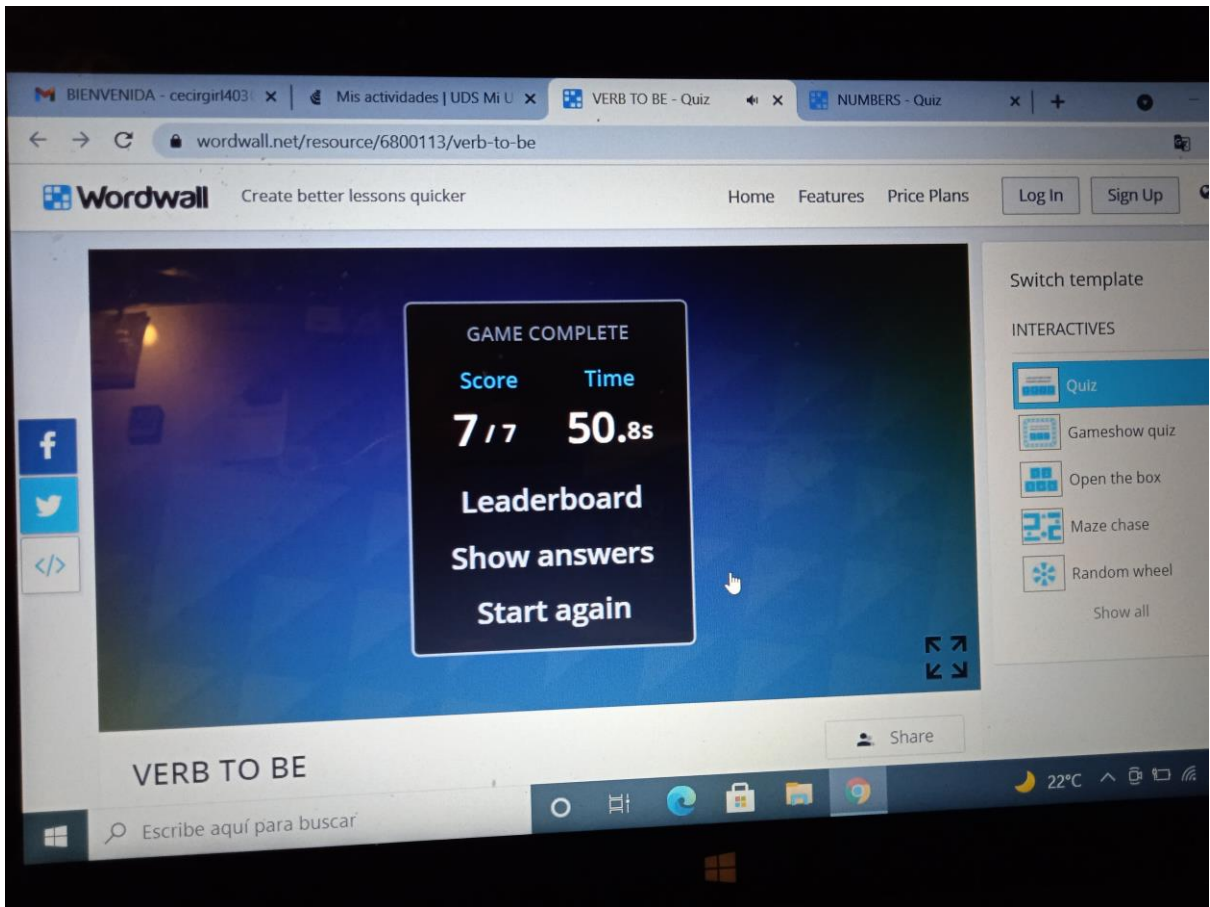 BIENVENIDA - cecirgirl403 Mis actividades | UDS Mi U VERB TO BE - Quiz NUMBERS - Quiz
wordwall.net/resource/6800113/verb-to-be
Wordwall Create better lessons quicker Home Features Price Plans Log In Sign Up
Switch template
INTERACTIVES
Quiz
Gameshow quiz
Open the box
Maze chase
Random wheel
Show all
GAME COMPLETE
Score Time
7/7 50.8s
Leaderboard
Show answers
Start again
VERB TO BE
Share
Escribe aquí para buscar
22°C